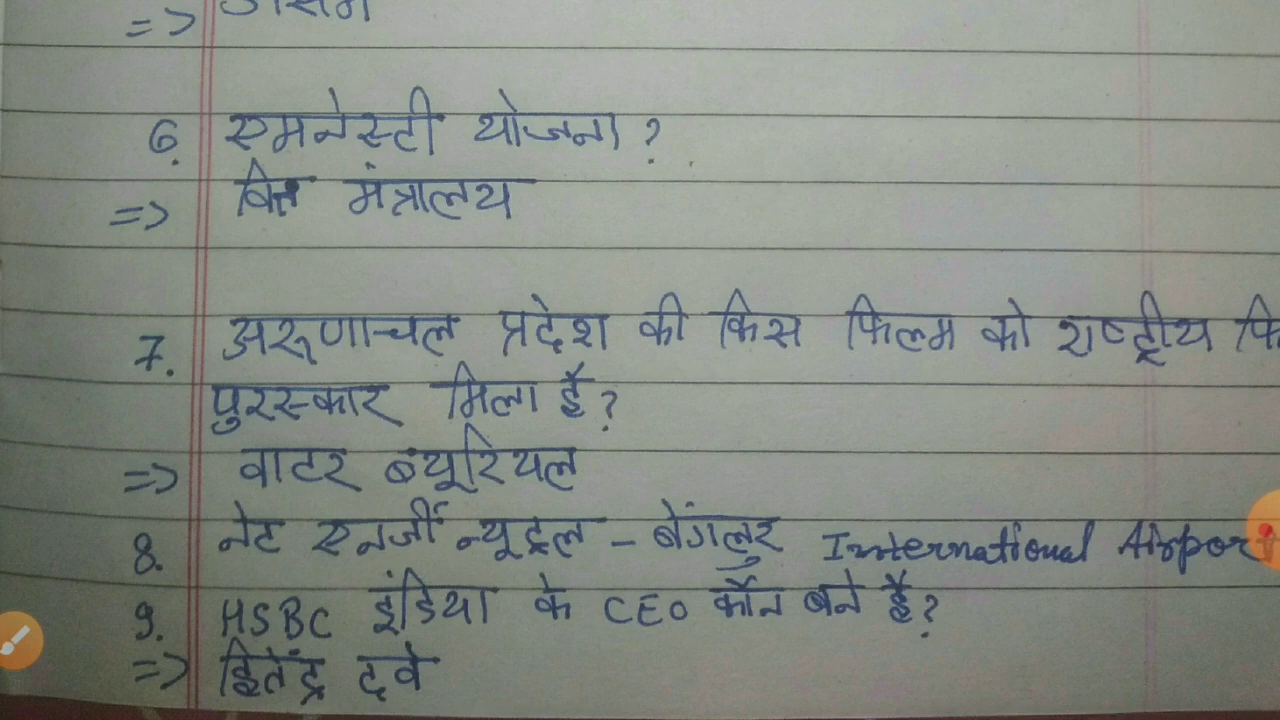 =>
6. एमनेस्टी योजना ?
=> वित्त मंत्रालय
7. अरूणाचल प्रदेश की किस फिल्म को राष्ट्रीय फि
पुरस्कार मिला है ?
=> वाटर ब्यूरियल
8. नेट एनर्जी न्यूट्रल - बेंगलुर International Airpor
9. HSBC इंडिया के CEO कौन बने है ?
=> हितेंद्र दवे